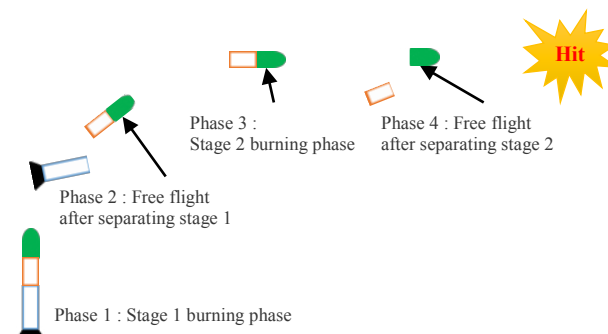 Hit
Phase 3 :
Stage 2 burning phase
Phase 4 : Free flight
after separating stage 2
Phase 2 : Free flight
after separating stage 1
Phase 1 : Stage 1 burning phase